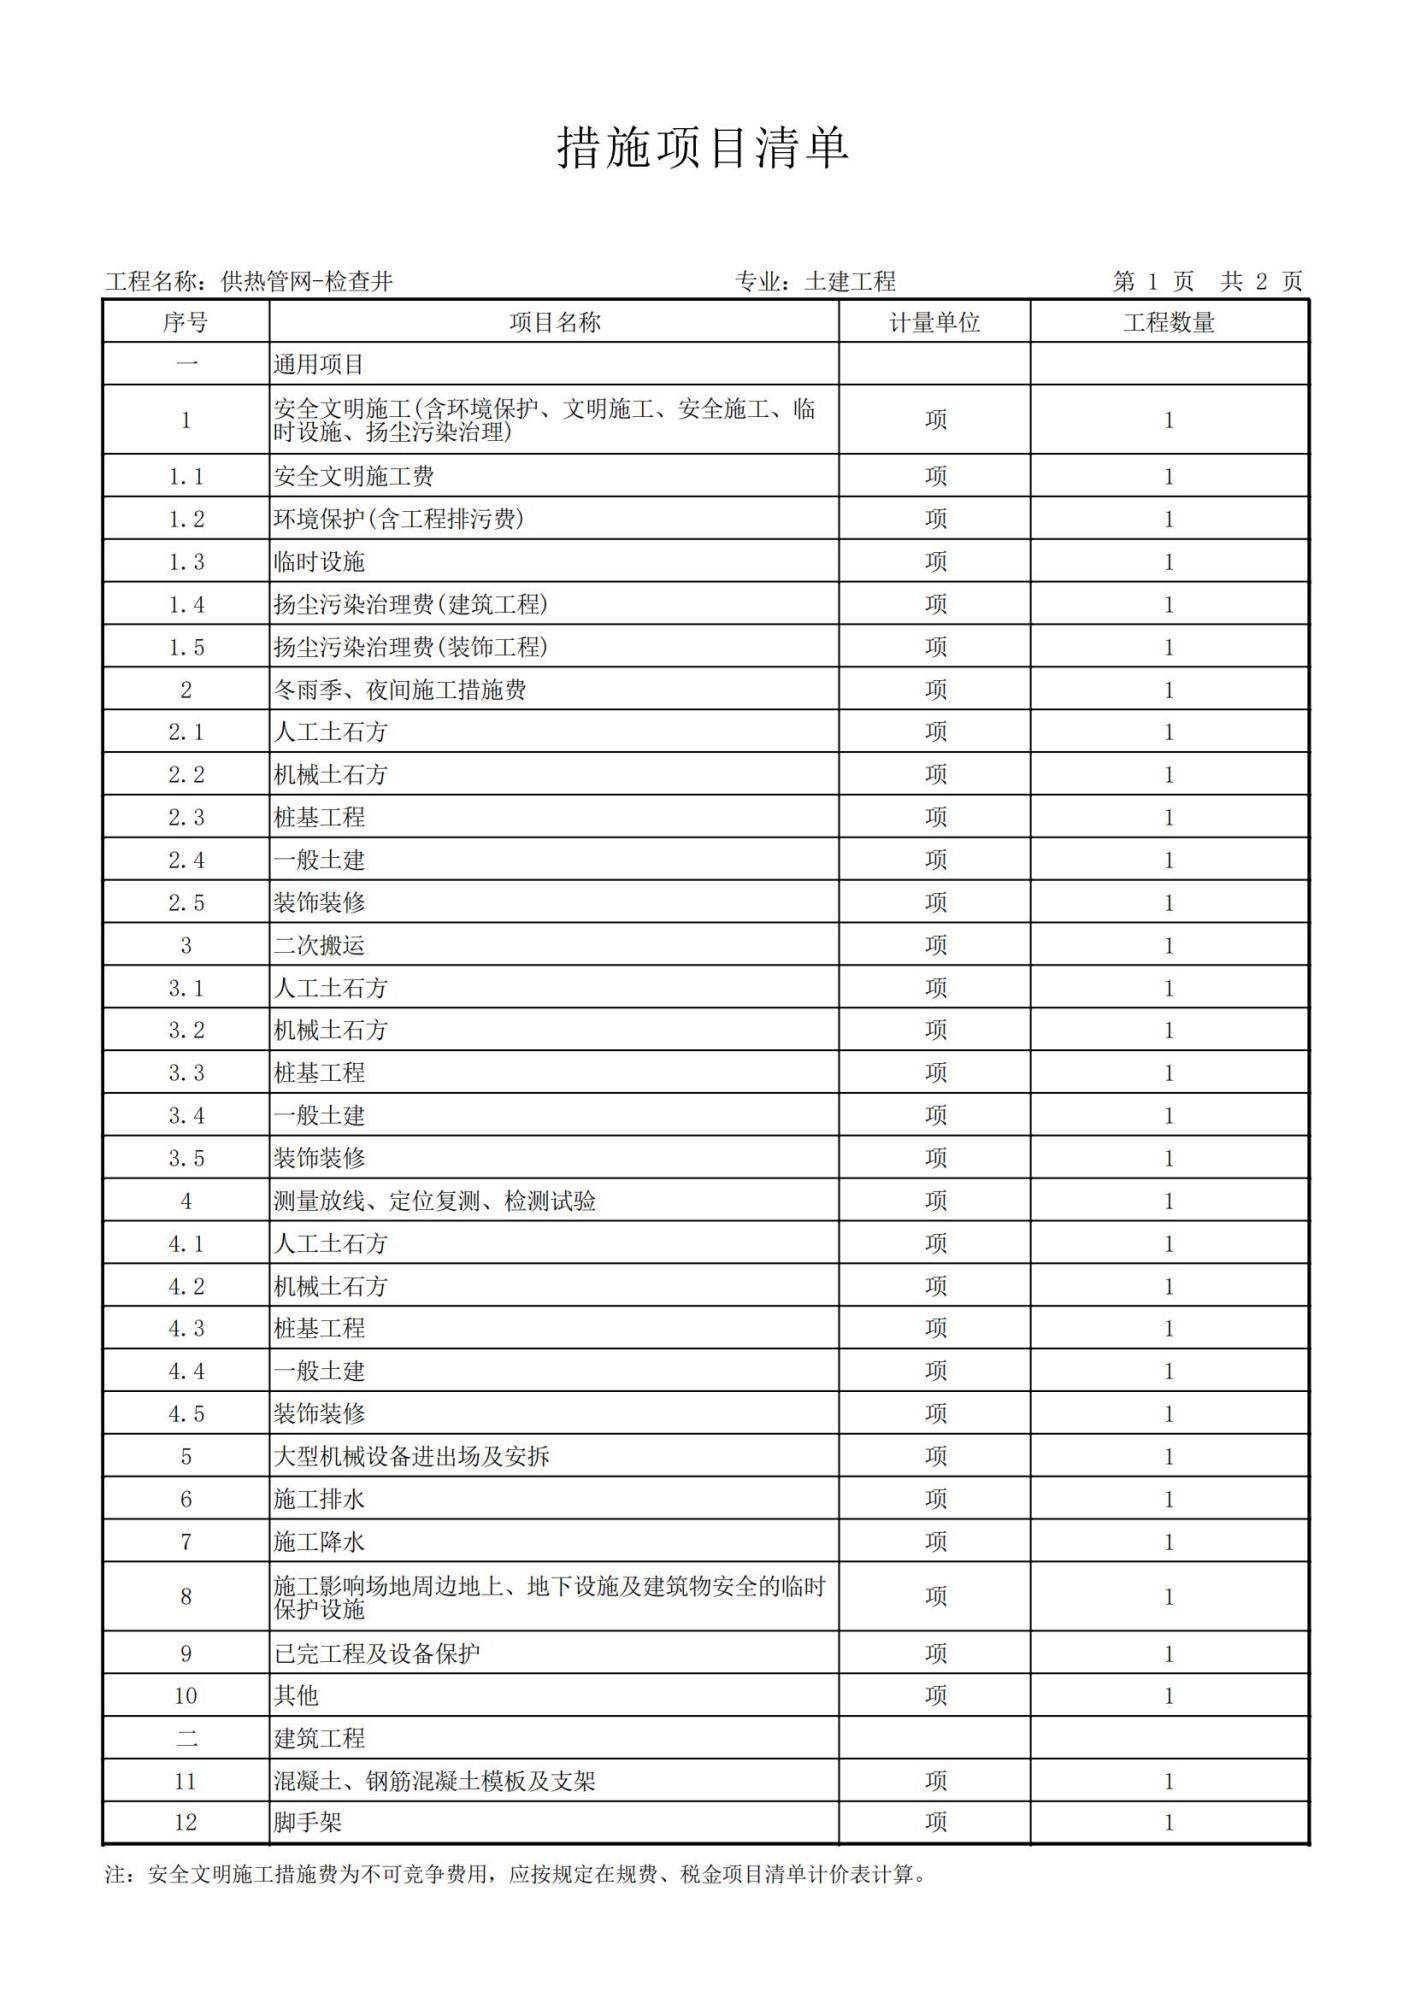 措施项目清单
工程名称：供热管网-检查井 专业：土建工程 第 1 页 共 2 页
序号 项目名称 计量单位 工程数量
一 通用项目
1 安全文明施工(含环境保护、文明施工、安全施工、临 项 1
时设施、扬尘污染治理)
1.1 安全文明施工费 项 1
1.2 环境保护(含工程排污费) 项 1
1.3 临时设施 项 1
1.4 扬尘污染治理费(建筑工程) 项 1
1.5 扬尘污染治理费(装饰工程) 项 1
2 冬雨季、夜间施工措施费 项 1
2.1 人工土石方 项 1
2.2 机械土石方 项 1
2.3 桩基工程 项 1
2.4 一般土建 项 1
2.5 装饰装修 项 1
3 二次搬运 项 1
3.1 人工土石方 项 1
3.2 机械土石方 项 1
3.3 桩基工程 项 1
3.4 一般土建 项 1
3.5 装饰装修 项 1
4 测量放线、定位复测、检测试验 项 1
4.1 人工土石方 项 1
4.2 机械土石方 项 1
4.3 桩基工程 项 1
4.4 一般土建 项 1
4.5 装饰装修 项 1
5 大型机械设备进出场及安拆 项 1
6 施工排水 项 1
7 施工降水 项 1
8 施工影响场地周边地上、地下设施及建筑物安全的临时 项 1
保护设施
9 已完工程及设备保护 项 1
10 其他 项 1
二 建筑工程
11 混凝土、钢筋混凝土模板及支架 项 1
12 脚手架 项 1
注：安全文明施工措施费为不可竞争费用，应按规定在规费、税金项目清单计价表计算。